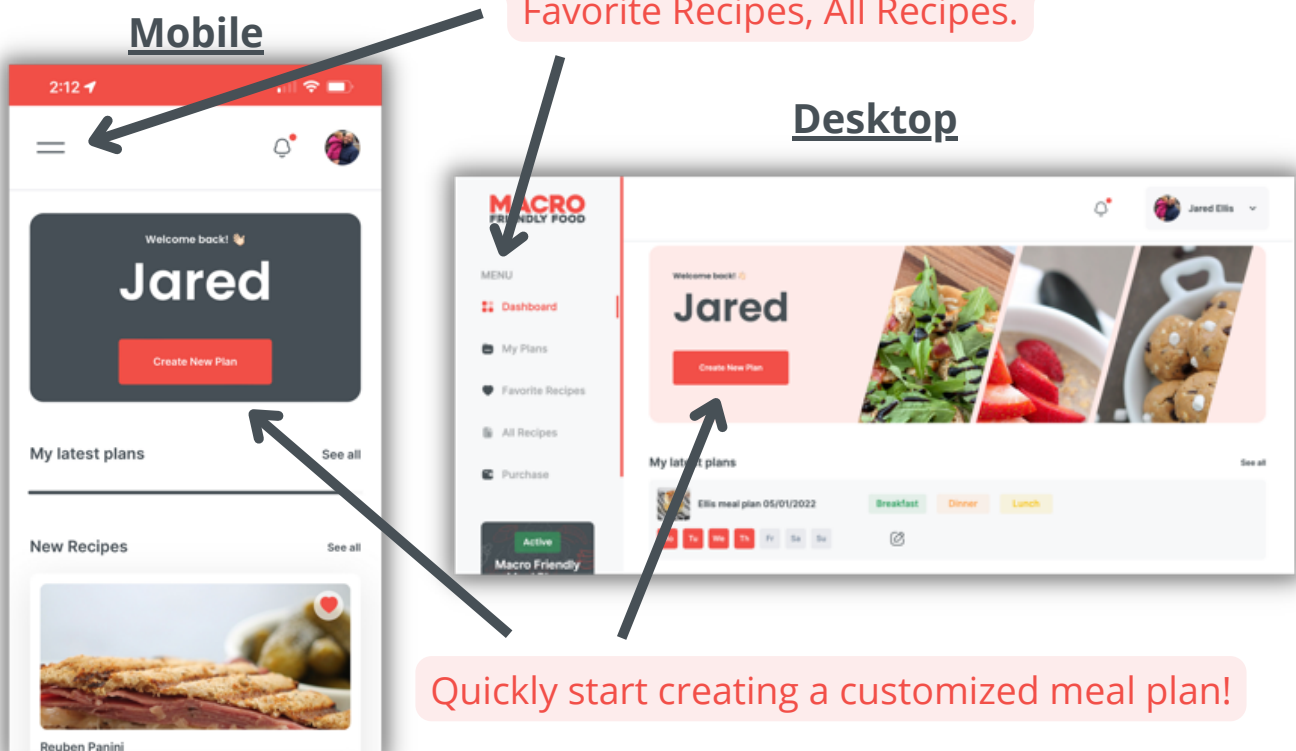 Favorite Recipes, All Recipes.
Mobile
2:12
Welcome back!
Jared
Create New Plan
My latest plans
See all
New Recipes
See all
Reuben Panini
Desktop
MACRO
FRIENDLY FOOD
MENU
Dashboard
My Plans
Favorite Recipes
All Recipes
Purchase
Active
Macro Friendly
Jared Ellis
Welcome back!
Jared
Create New Plan
My latest plans
See all
Ellis meal plan 05/01/2022
Breakfast Dinner Lunch
Tu We Th Fr Sa Su
Quickly start creating a customized meal plan!